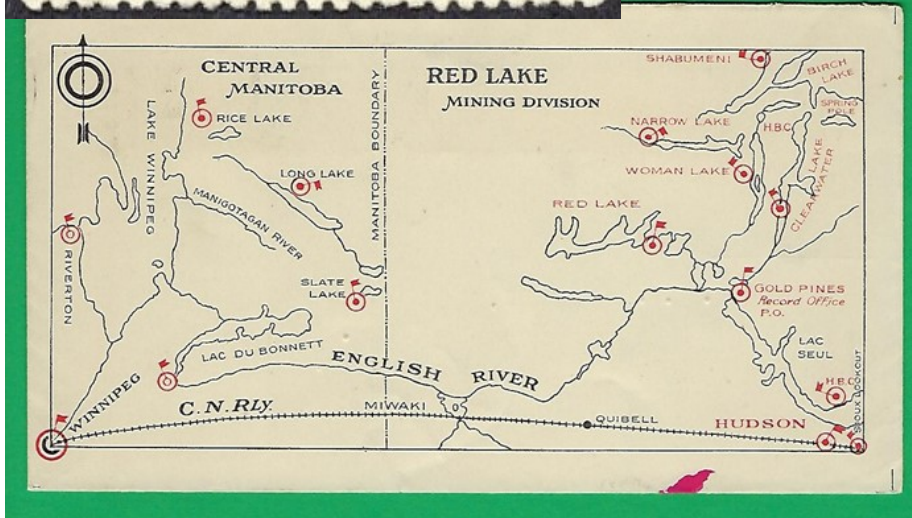 CENTRAL
MANITOBA
RED LAKE
MINING DIVISION
SHABUMENI
BIRCH
LAKE
SPRING
POLE
LAKE WINNIPEG
RICE LAKE
MANITOBA BOUNDARY
NARROW LAKE
H.B.C.
LONG LAKE
WOMAN LAKE
LAKE
CLEARWATER
MANIGOTAGAN RIVER
RED LAKE
RIVERTON
SLATE
LAKE
GOLD PINES
Record Office
P.O.
LAC DU BONNETT
ENGLISH RIVER
LAC
SEUL
H.B.C.
SIOUX LOOKOUT
WINNIPEG
C.N.RLY.
MIWAKI
QUIBELL
HUDSON